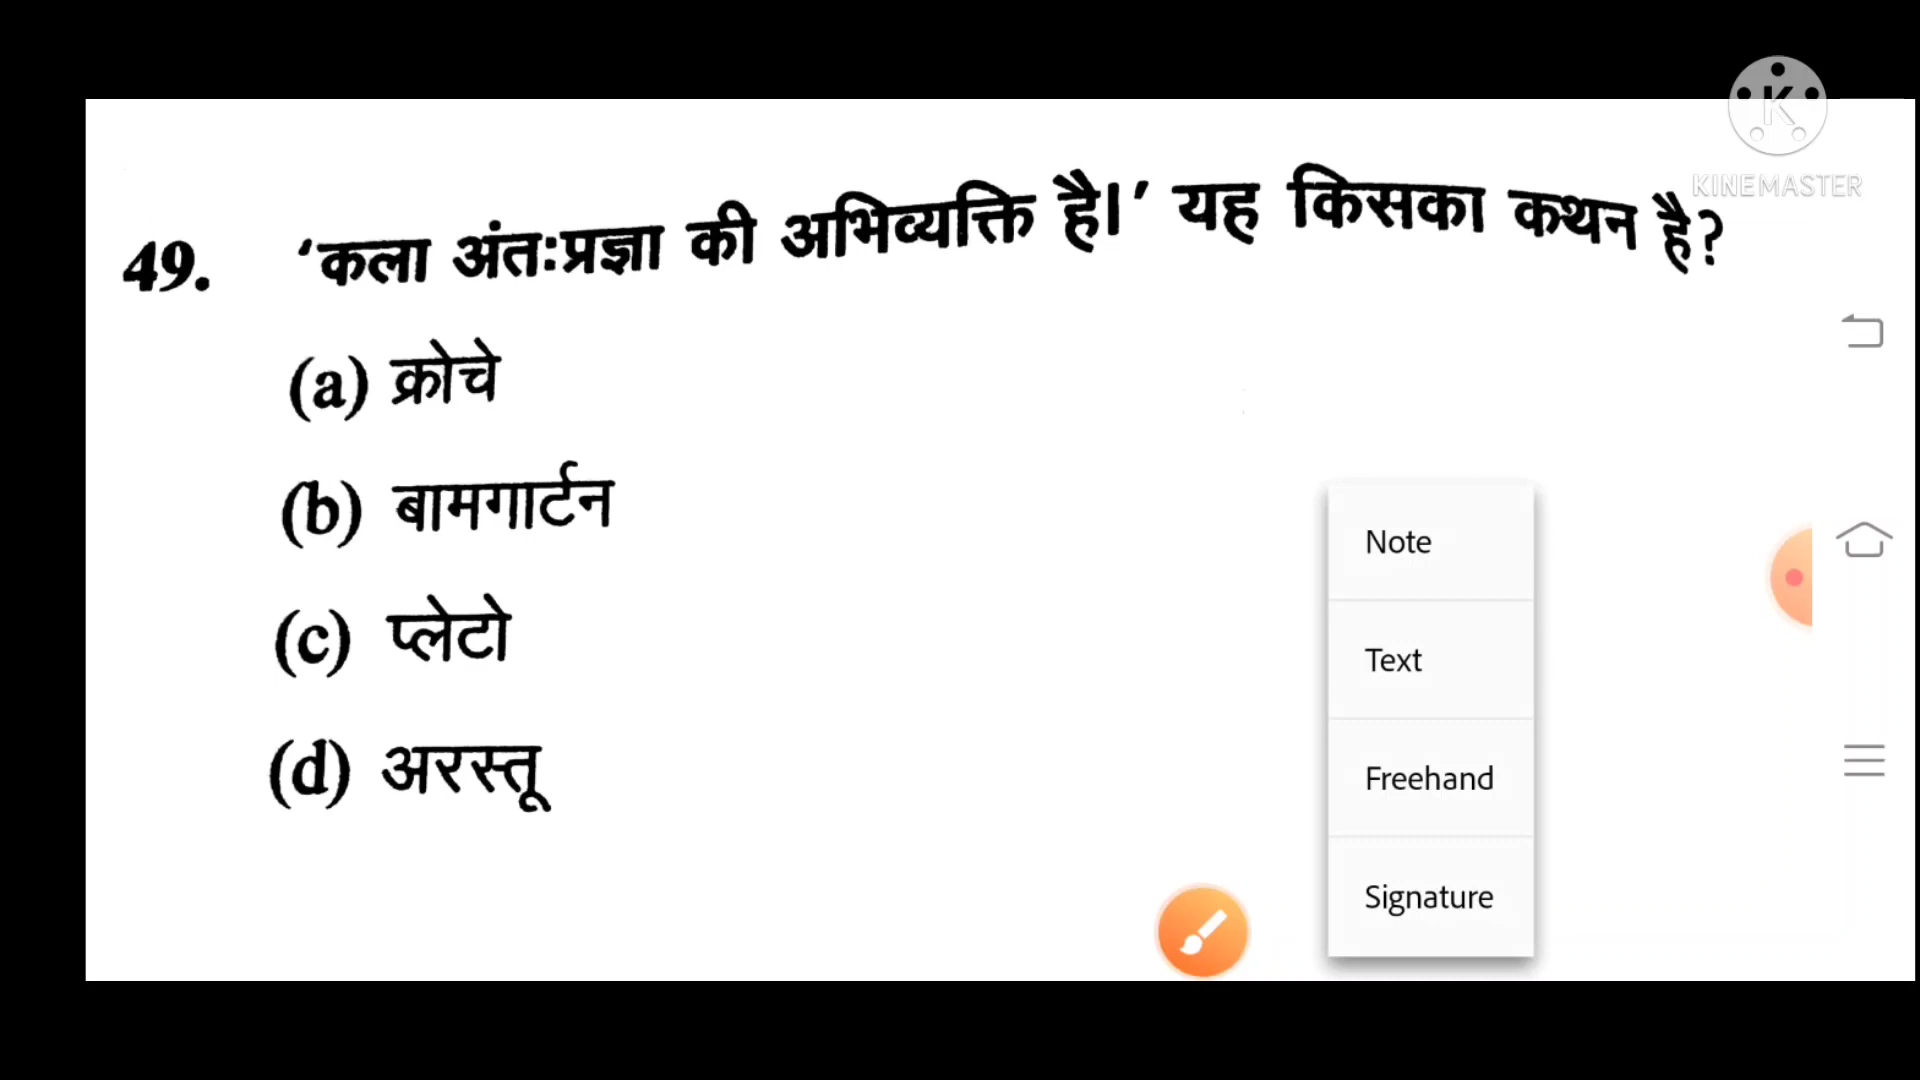 KINEMASTER
49. ‘कला अंतःप्रज्ञा की अभिव्यक्ति है।’ यह किसका कथन है?
(a) क्रोचे
(b) बामगार्टन
(c) प्लेटो
(d) अरस्तू
Note
Text
Freehand
Signature